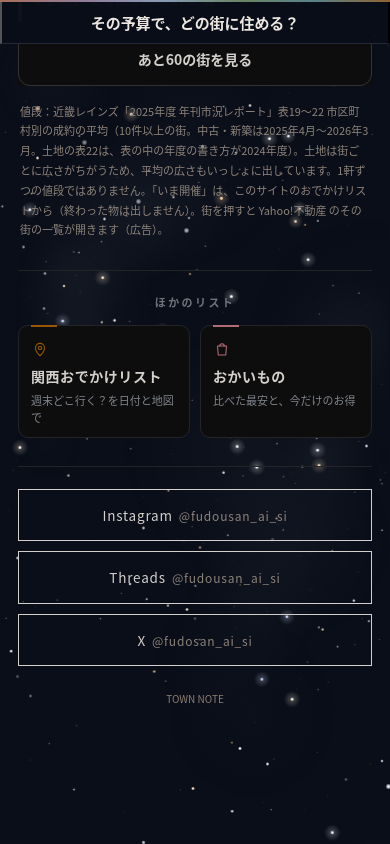 その予算で、どの街に住める？
あと60の街を見る
値段：近畿レインズ「2025年度 年刊市況レポート」表19〜22 市区町
村別の成約の平均（10件以上の街。中古・新築は2025年4月〜2026年3
月。土地の表22は、表の中の年度の書き方が2024年度）。土地は街ご
とに広さがちがうため、平均の広さもいっしょに出しています。1軒ず
つの値段ではありません。「いま開催」は、このサイトのおでかけリス
トから（終わった物は出しません）。街を押すと Yahoo!不動産 のその
街の一覧が開きます（広告）。
ほかのリスト
関西おでかけリスト
週末どこ行く？を日付と地図
で
おかいもの
比べた最安と、今だけのお得
Instagram @fudousan_ai_si
Threads @fudousan_ai_si
X @fudosan_ai_si
TOWN NOTE